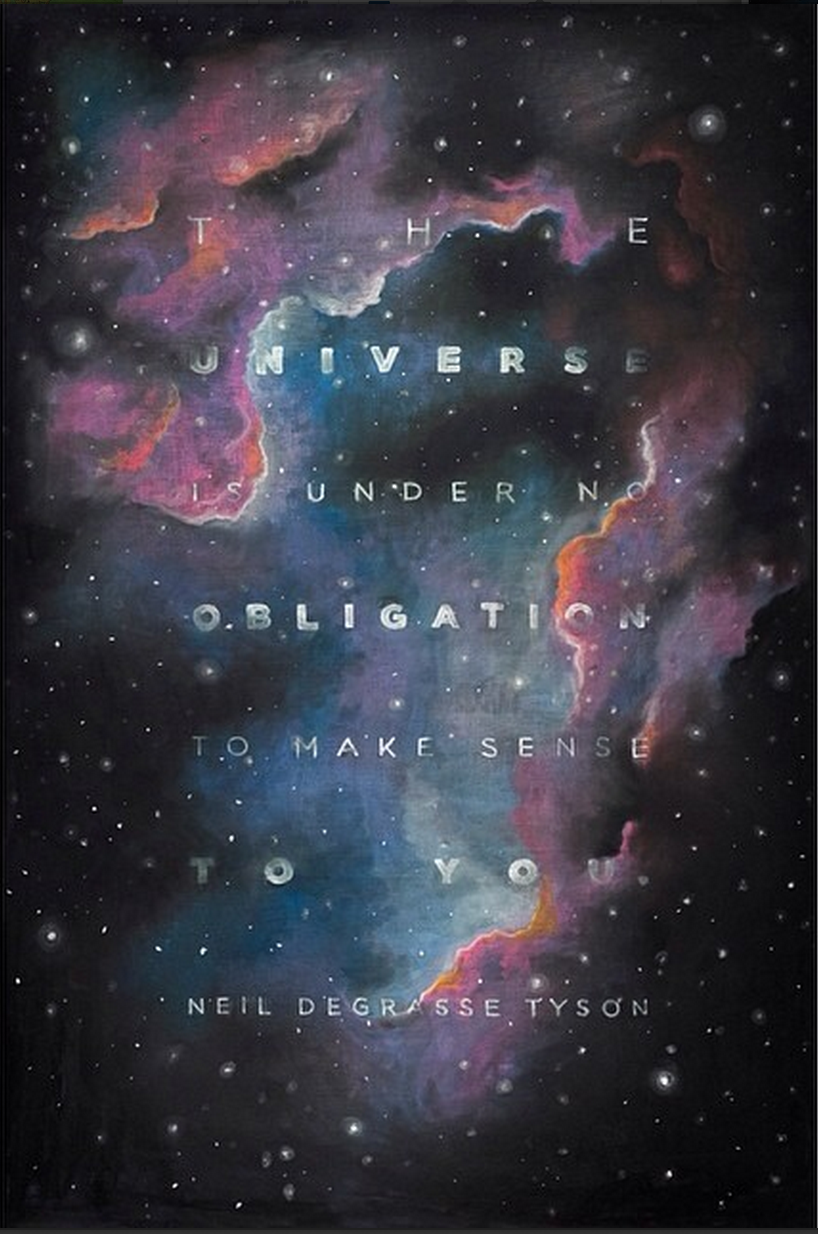 THE
UNIVERSE
IS UNDER NO
OBLIGATION
TO MAKE SENSE
TO YOU.
NEIL DEGRASSE TYSON